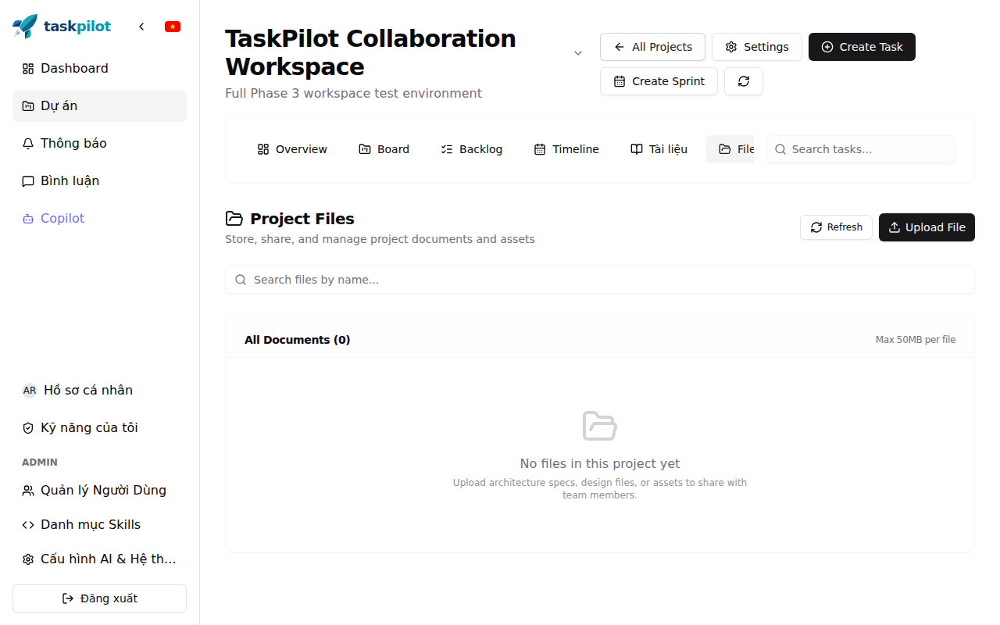 taskpilot
Dashboard
Dự án
Thông báo
Bình luận
Copilot
AR Hồ sơ cá nhân
Kỹ năng của tôi
ADMIN
Quản lý Người Dùng
Danh mục Skills
Cấu hình AI & Hệ th...
Đăng xuất
TaskPilot Collaboration
Workspace
Full Phase 3 workspace test environment
All Projects
Settings
Create Task
Create Sprint
Overview
Board
Backlog
Timeline
Tài liệu
File
Search tasks...
Project Files
Store, share, and manage project documents and assets
Refresh
Upload File
Search files by name...
All Documents (0)
Max 50MB per file
No files in this project yet
Upload architecture specs, design files, or assets to share with
team members.